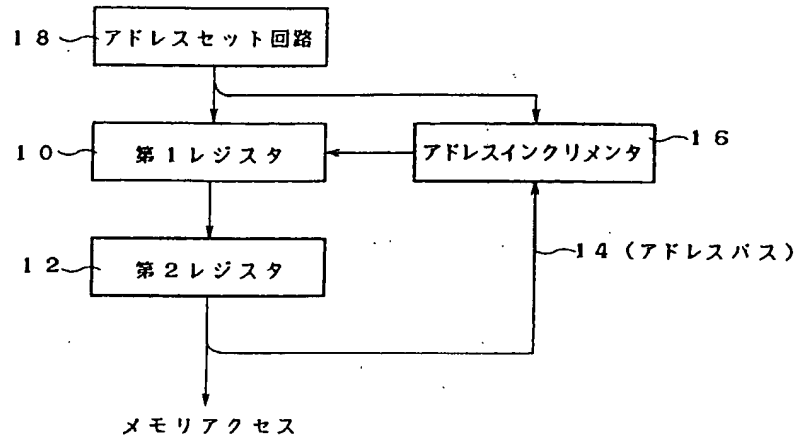 18 アドレスセット回路
10 第1レジスタ アドレスインクリメンタ 16
12 第2レジスタ 14(アドレスバス)
メモリアクセス